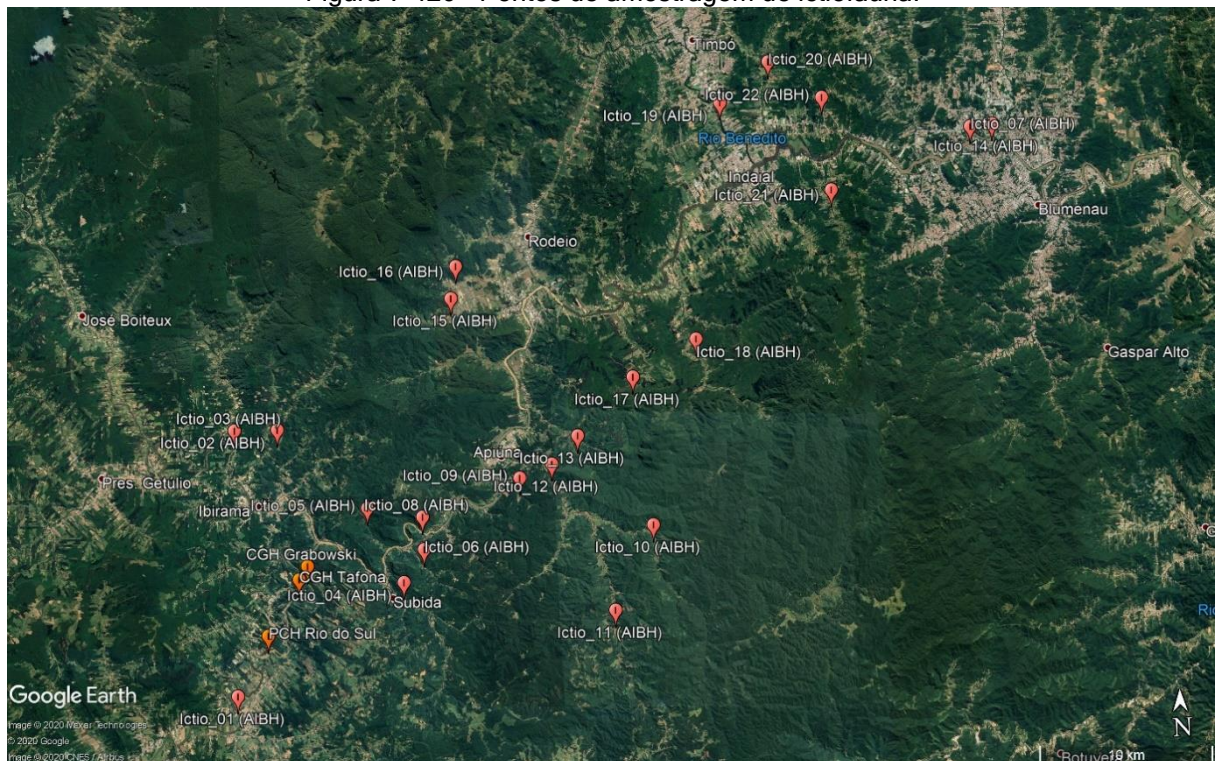 Timbó
Ictio_20 (AIBH)
Ictio_22 (AIBH)
Ictio_19 (AIBH)
Ictio_07 (AIBH)
Rio Benedito
Ictio_14 (AIBH)
Indaial
Ictio_21 (AIBH)
Blumenau
Rodeio
Ictio_16 (AIBH)
José Boiteux
Ictio_15 (AIBH)
Ictio_18 (AIBH)
Gaspar Alto
Ictio_17 (AIBH)
Ictio_03 (AIBH)
Ictio_02 (AIBH)
Apiúna
Ictio_13 (AIBH)
Ictio_09 (AIBH)
Ictio_12 (AIBH)
Pres. Getúlio
Ibirama
Ictio_05 (AIBH)
Ictio_08 (AIBH)
Ictio_06 (AIBH)
Ictio_10 (AIBH)
CGH Grabowski
CGH Tafona
Ictio_04 (AIBH)
Subida
PCH Rio do Sul
Ictio_11 (AIBH)
Google Earth
Ictio_01 (AIBH)
Image © 2020 Maxar Technologies
© 2020 Google
Image © 2020 CNES / Airbus
N
10 km